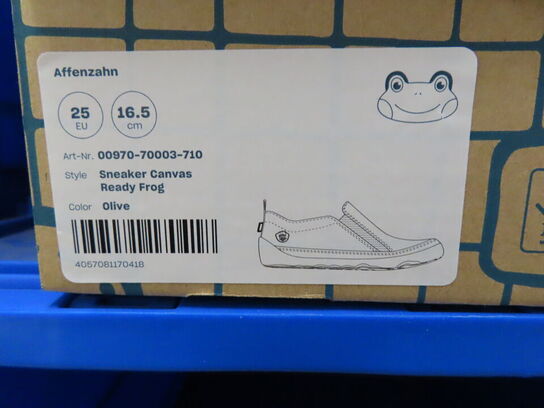 Affenzahn
25
EU
16.5
cm
Art-Nr. 00970-70003-710
Style Sneaker Canvas
Ready Frog
Color Olive
4057081170418